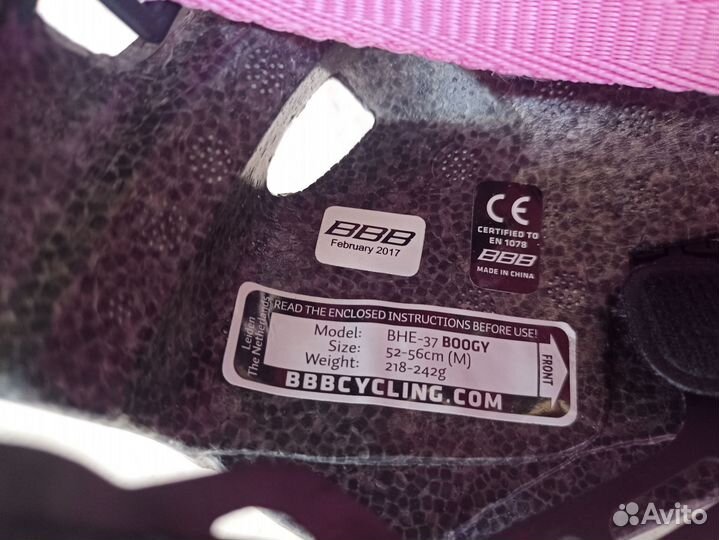 BBB
February 2017
CE
CERTIFIED TO
EN 1078
BBB
MADE IN CHINA
Leiden
The Netherlands
READ THE ENCLOSED INSTRUCTIONS BEFORE USE!
Model: BHE-37 BOOGY
Size: 52-56cm (M)
Weight: 218-242g
BBBCYCLING.COM
FRONT
Avito